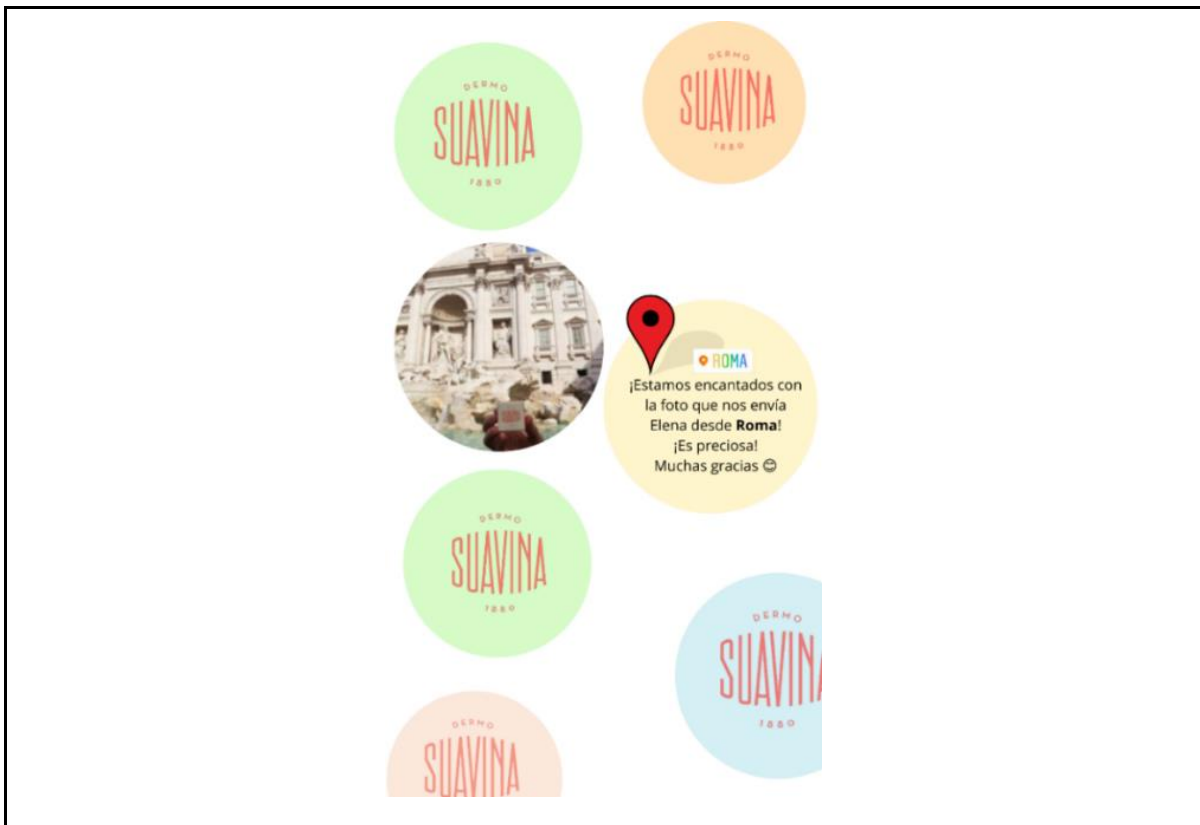 DERMO
SUAVINA
1880
DERMO
SUAVINA
1880
ROMA
¡Estamos encantados con
la foto que nos envía
Elena desde Roma!
¡Es preciosa!
Muchas gracias 😊
DERMO
SUAVINA
1880
DERMO
SUAVINA
1880
DERMO
SUAVINA